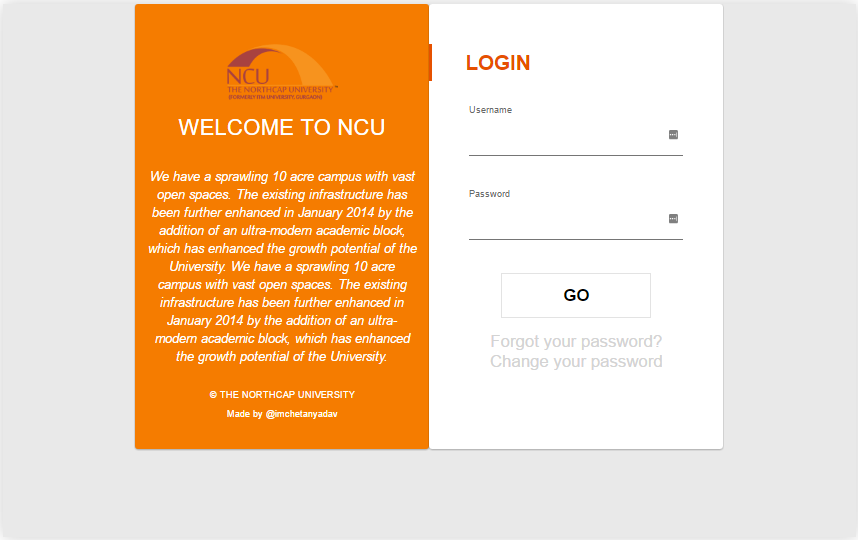 NCU
THE NORTHCAP UNIVERSITY™
(FORMERLY ITM UNIVERSITY, GURGAON)
WELCOME TO NCU
We have a sprawling 10 acre campus with vast
open spaces. The existing infrastructure has
been further enhanced in January 2014 by the
addition of an ultra-modern academic block,
which has enhanced the growth potential of the
University. We have a sprawling 10 acre
campus with vast open spaces. The existing
infrastructure has been further enhanced in
January 2014 by the addition of an ultra-
modern academic block, which has enhanced
the growth potential of the University.
© THE NORTHCAP UNIVERSITY
Made by @imchetanyadav
LOGIN
Username
Password
GO
Forgot your password?
Change your password